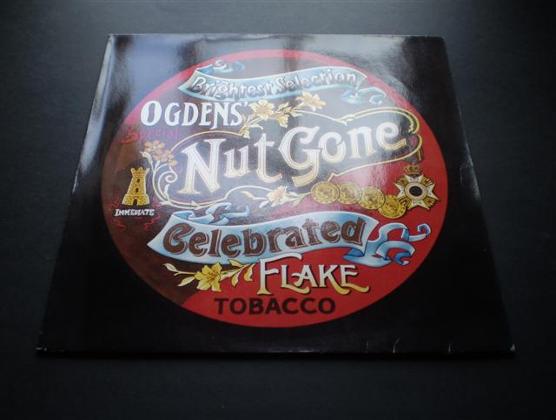 Brightest Selection
OGDENS'
Special
Nut Gone
IMMEDIATE
Celebrated
FLAKE
TOBACCO